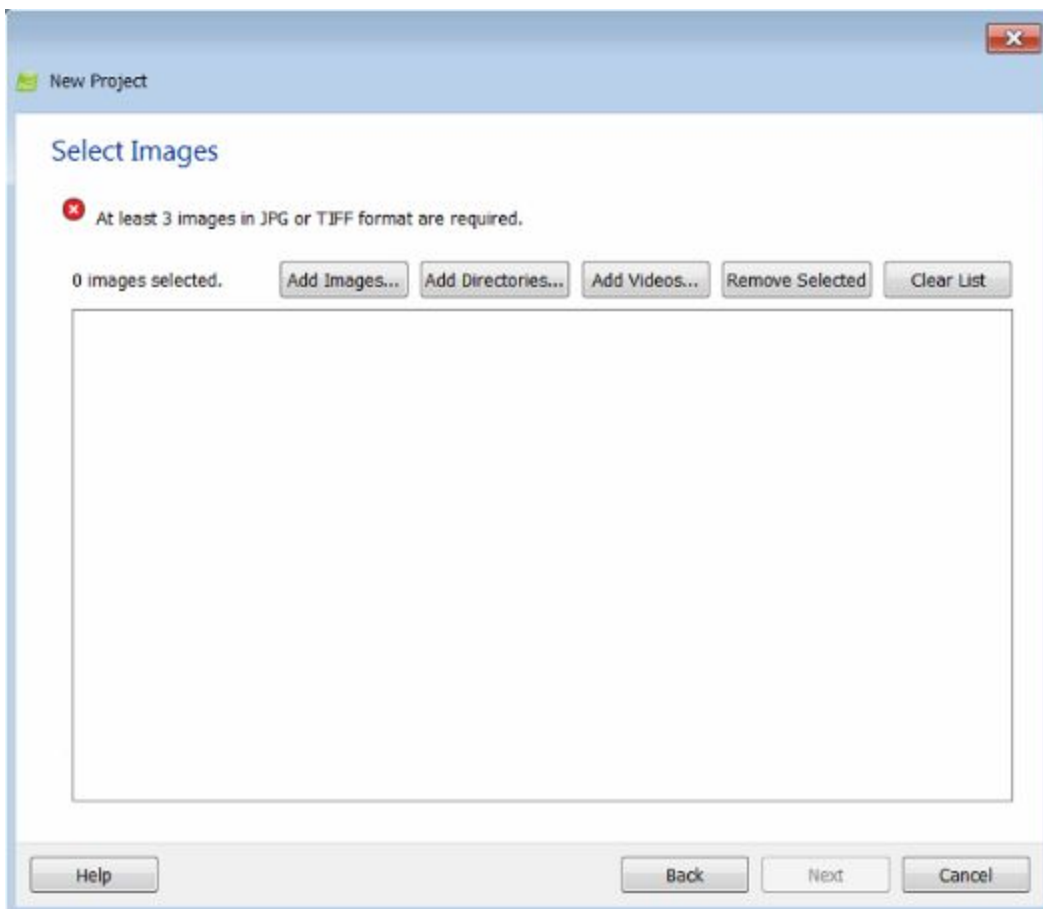 New Project
Select Images
At least 3 images in JPG or TIFF format are required.
0 images selected. Add Images... Add Directories... Add Videos... Remove Selected Clear List
Help Back Next Cancel